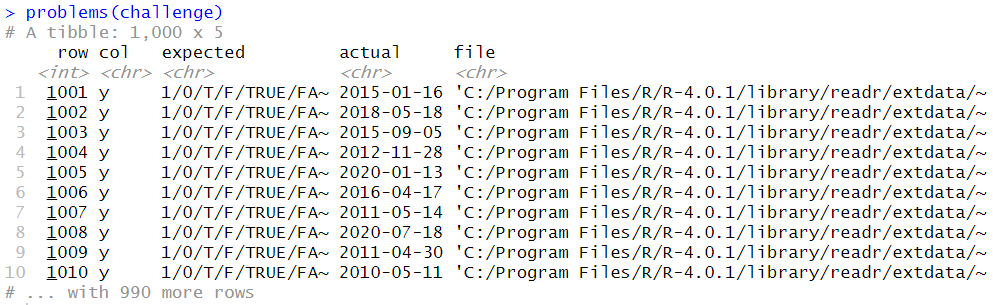 > problems(challenge)
# A tibble: 1,000 x 5
     row col   expected           actual     file
   <int> <chr> <chr>              <chr>      <chr>
 1  1001 y     1/0/T/F/TRUE/FA~ 2015-01-16 'C:/Program Files/R/R-4.0.1/library/readr/extdata/~
 2  1002 y     1/0/T/F/TRUE/FA~ 2018-05-18 'C:/Program Files/R/R-4.0.1/library/readr/extdata/~
 3  1003 y     1/0/T/F/TRUE/FA~ 2015-09-05 'C:/Program Files/R/R-4.0.1/library/readr/extdata/~
 4  1004 y     1/0/T/F/TRUE/FA~ 2012-11-28 'C:/Program Files/R/R-4.0.1/library/readr/extdata/~
 5  1005 y     1/0/T/F/TRUE/FA~ 2020-01-13 'C:/Program Files/R/R-4.0.1/library/readr/extdata/~
 6  1006 y     1/0/T/F/TRUE/FA~ 2016-04-17 'C:/Program Files/R/R-4.0.1/library/readr/extdata/~
 7  1007 y     1/0/T/F/TRUE/FA~ 2011-05-14 'C:/Program Files/R/R-4.0.1/library/readr/extdata/~
 8  1008 y     1/0/T/F/TRUE/FA~ 2020-07-18 'C:/Program Files/R/R-4.0.1/library/readr/extdata/~
 9  1009 y     1/0/T/F/TRUE/FA~ 2011-04-30 'C:/Program Files/R/R-4.0.1/library/readr/extdata/~
10  1010 y     1/0/T/F/TRUE/FA~ 2010-05-11 'C:/Program Files/R/R-4.0.1/library/readr/extdata/~
# ... with 990 more rows